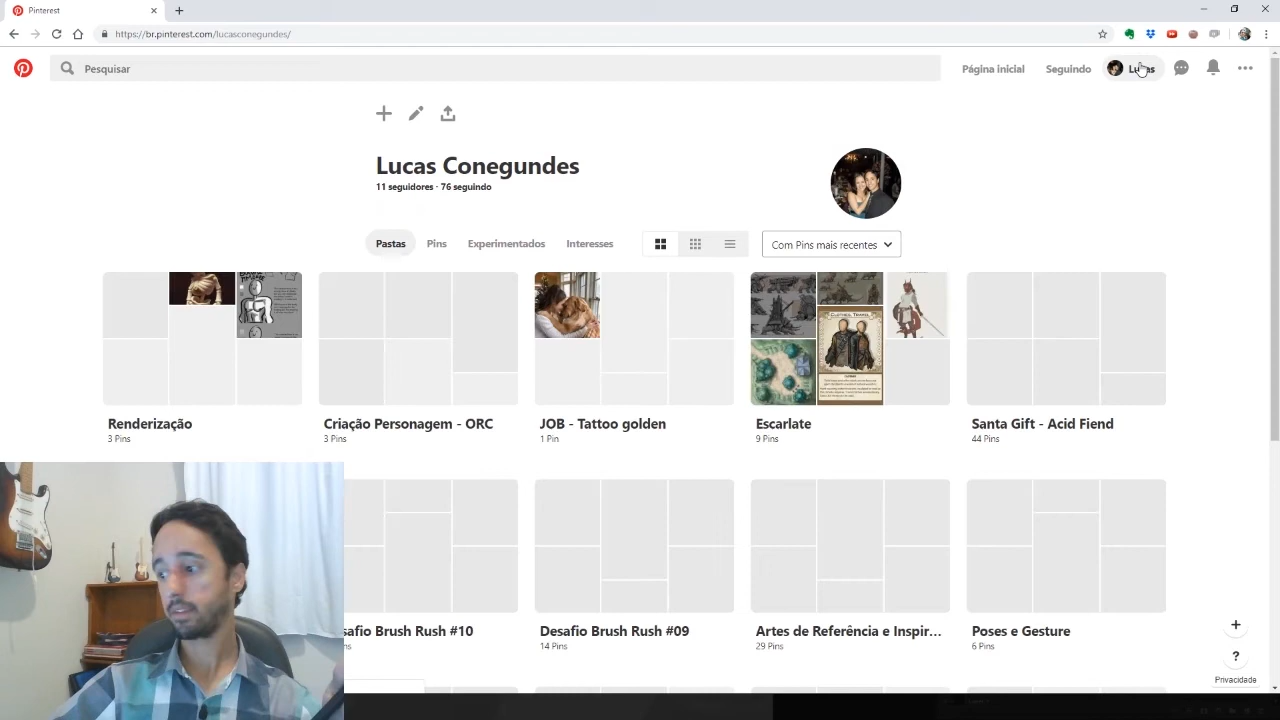 Pinterest
https://br.pinterest.com/lucasconegundes/
Pesquisar
Página inicial
Seguindo
Lucas Conegundes
11 seguidores · 76 seguindo
Pastas
Pins
Experimentados
Interesses
Com Pins mais recentes
CLOTHES, TRAVEL
Renderização
3 Pins
Criação Personagem - ORC
3 Pins
JOB - Tattoo golden
1 Pin
Escarlate
9 Pins
Santa Gift - Acid Fiend
44 Pins
safio Brush Rush #10
Desafio Brush Rush #09
14 Pins
Artes de Referência e Inspir...
29 Pins
Poses e Gesture
6 Pins
?
Privacidade